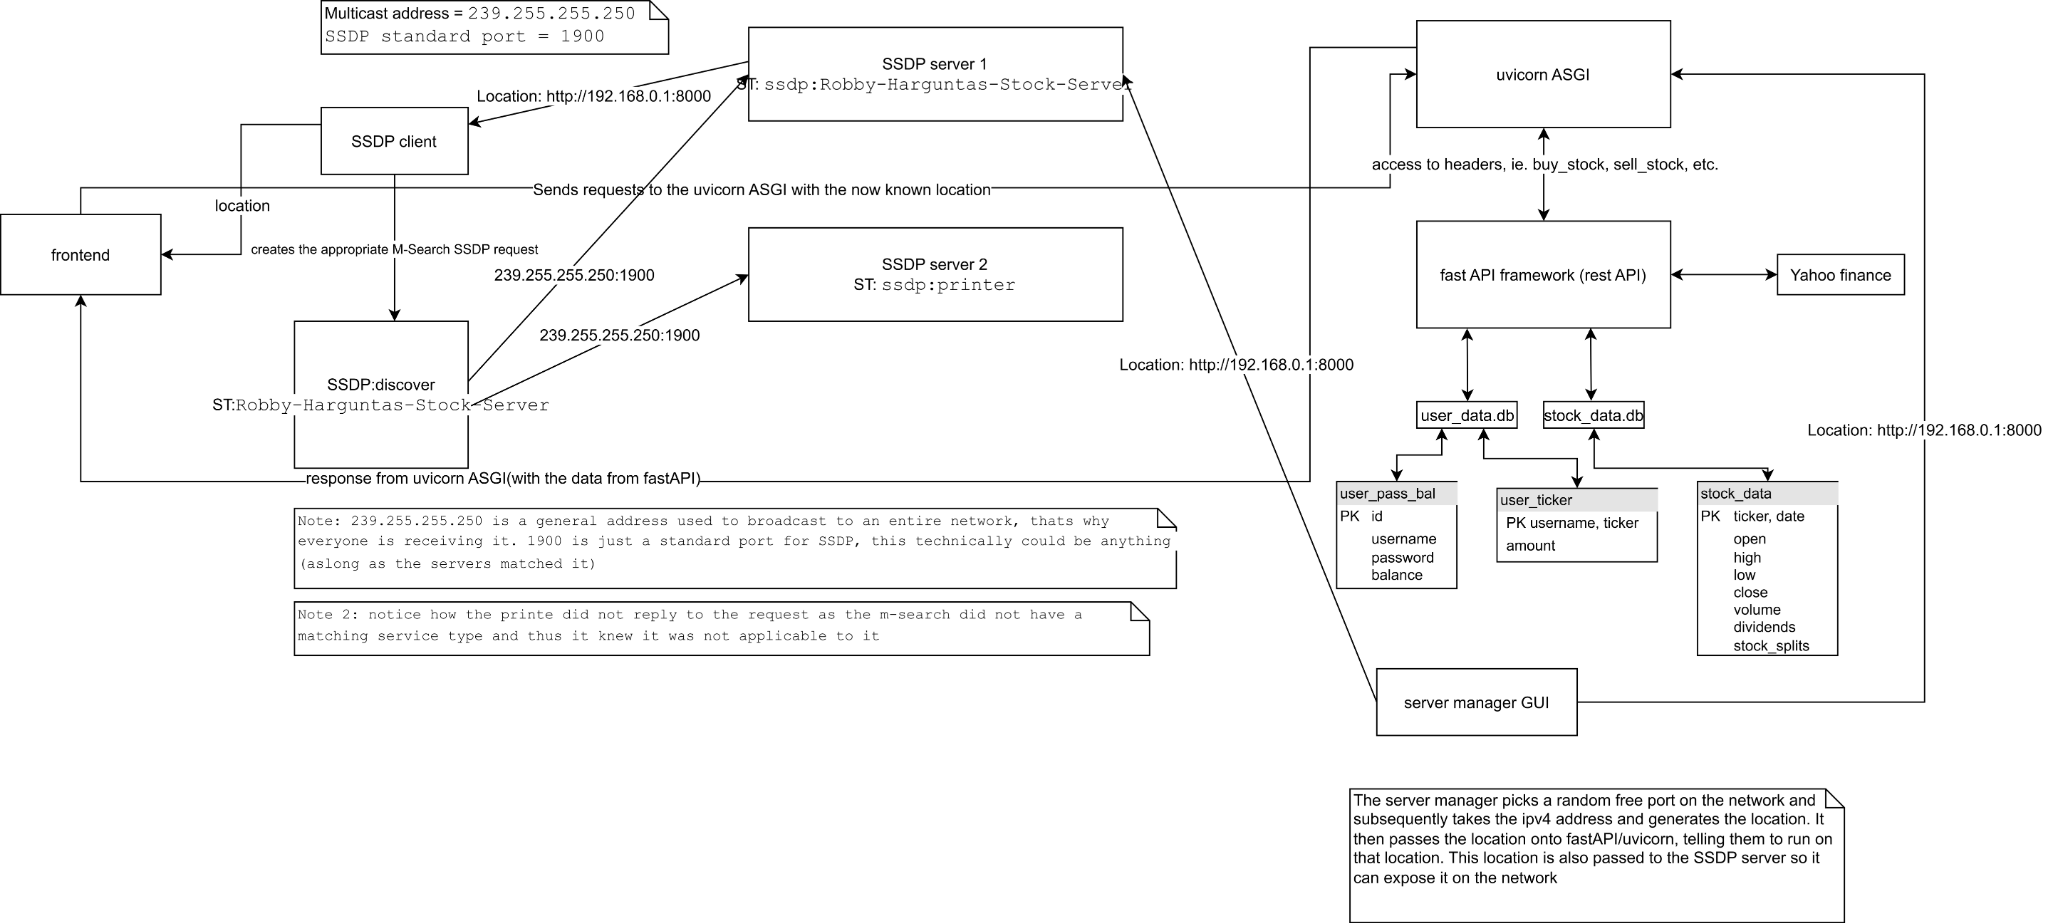 Multicast address = 239.255.255.250
SSDP standard port = 1900
SSDP server 1
ST: ssdp:Robby-Harguntas-Stock-Server
uvicorn ASGI
Location: http://192.168.0.1:8000
SSDP client
access to headers, ie. buy_stock, sell_stock, etc.
Sends requests to the uvicorn ASGI with the now known location
location
frontend
creates the appropriate M-Search SSDP request
239.255.255.250:1900
SSDP server 2
ST: ssdp:printer
fast API framework (rest API)
Yahoo finance
239.255.255.250:1900
Location: http://192.168.0.1:8000
SSDP:discover
ST:Robby-Harguntas-Stock-Server
user_data.db
stock_data.db
Location: http://192.168.0.1:8000
response from uvicorn ASGI(with the data from fastAPI)
user_pass_bal
PK id
username
password
balance
user_ticker
PK username, ticker
amount
stock_data
PK ticker, date
open
high
low
close
volume
dividends
stock_splits
Note: 239.255.255.250 is a general address used to broadcast to an entire network, thats why
everyone is receiving it. 1900 is just a standard port for SSDP, this technically could be anything
(aslong as the servers matched it)
Note 2: notice how the printe did not reply to the request as the m-search did not have a
matching service type and thus it knew it was not applicable to it
server manager GUI
The server manager picks a random free port on the network and
subsequently takes the ipv4 address and generates the location. It
then passes the location onto fastAPI/uvicorn, telling them to run on
that location. This location is also passed to the SSDP server so it
can expose it on the network